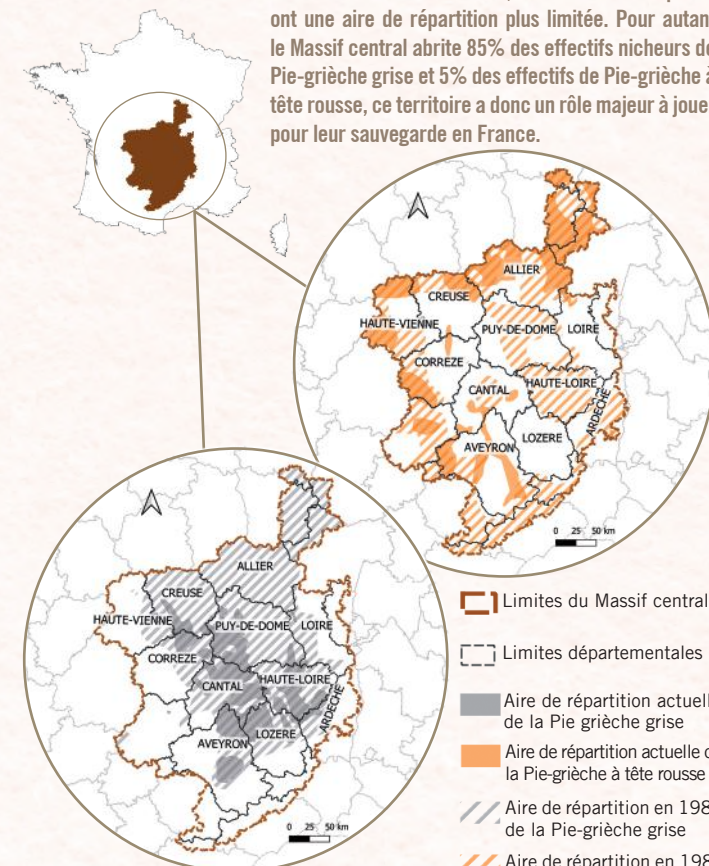 ont une aire de répartition plus limitée. Pour autan
le Massif central abrite 85% des effectifs nicheurs d
Pie-grièche grise et 5% des effectifs de Pie-grièche à
tête rousse, ce territoire a donc un rôle majeur à joue
pour leur sauvegarde en France.
ALLIER
CREUSE
HAUTE-VIENNE
PUY-DE-DOME
LOIRE
CORREZE
CANTAL
HAUTE-LOIRE
ARDECHE
AVEYRON
LOZERE
0 25 50 km
ALLIER
CREUSE
HAUTE-VIENNE
PUY-DE-DOME
LOIRE
CORREZE
CANTAL
HAUTE-LOIRE
ARDECHE
AVEYRON
LOZERE
0 25 50 km
Limites du Massif central
Limites départementales
Aire de répartition actuell
de la Pie grièche grise
Aire de répartition actuelle d
la Pie-grièche à tête rousse
Aire de répartition en 198
de la Pie-grièche grise
Aire de répartition en 198